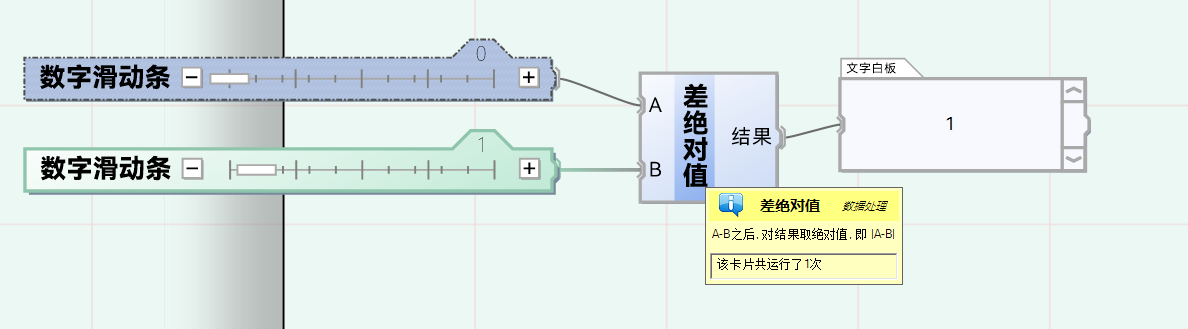 0
数字滑动条 − +
1
数字滑动条 − +
A
B
差绝对值
结果
文字白板
1
差绝对值 数据处理
A-B之后, 对结果取绝对值, 即 |A-B|
该卡片共运行了1次